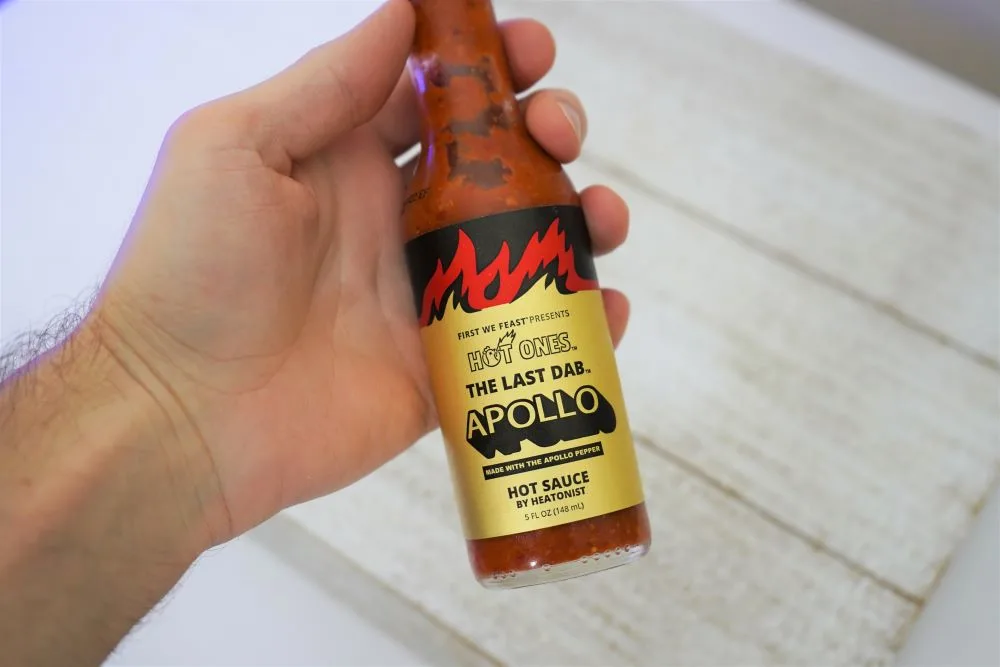 FIRST WE FEAST® PRESENTS
HOT ONES™
THE LAST DAB™
APOLLO
MADE WITH THE APOLLO PEPPER
HOT SAUCE
BY HEATONIST
5 FL OZ (148 mL)